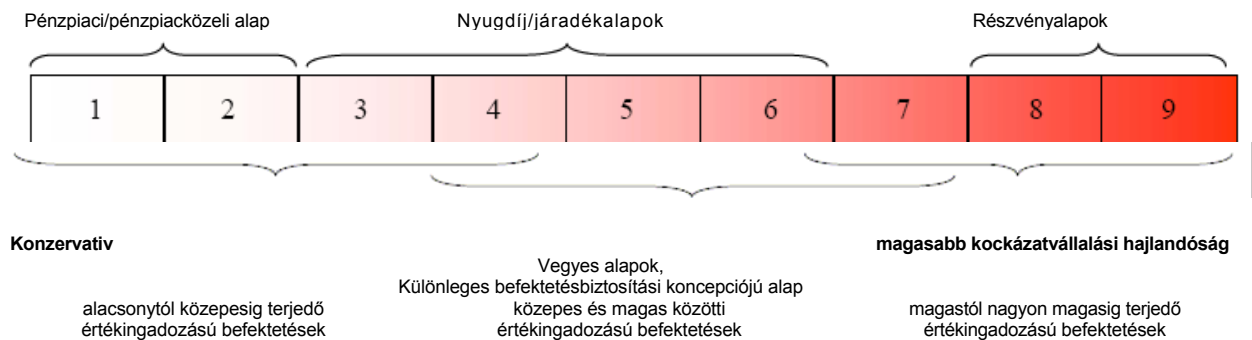 Pénzpiaci/pénzpiacközeli alap Nyugdíj/járadékalapok Részvényalapok
1 2 3 4 5 6 7 8 9
Konzervativ magasabb kockázatvállalási hajlandóság
Vegyes alapok,
Különleges befektetésbiztosítási koncepciójú alap
alacsonytól közepesig terjedő közepes és magas közötti magastól nagyon magasig terjedő
értékingadozású befektetések értékingadozású befektetések értékingadozású befektetések